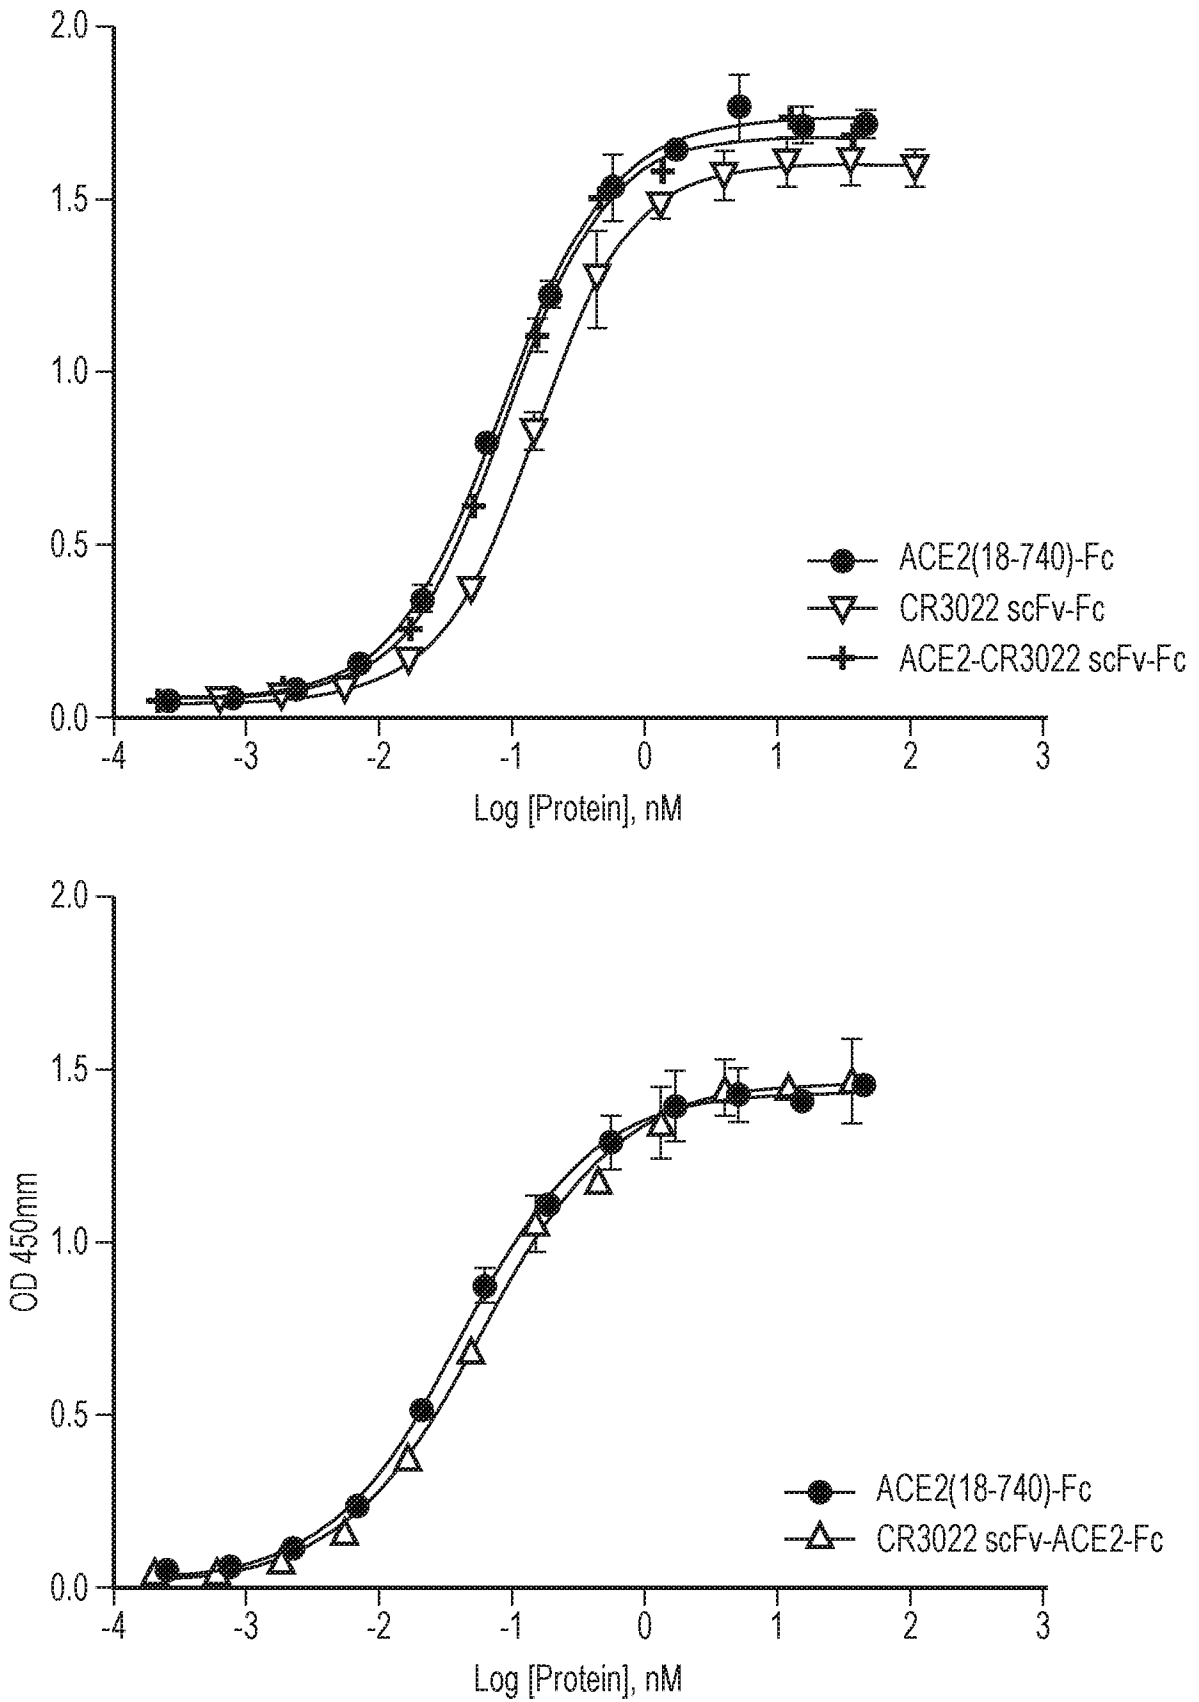 2.0
1.5
1.0
0.5
0.0
-4 -3 -2 -1 0 1 2 3
Log [Protein], nM
ACE2(18-740)-Fc
CR3022 scFv-Fc
ACE2-CR3022 scFv-Fc
2.0
1.5
1.0
0.5
0.0
OD 450mm
-4 -3 -2 -1 0 1 2 3
Log [Protein], nM
ACE2(18-740)-Fc
CR3022 scFv-ACE2-Fc